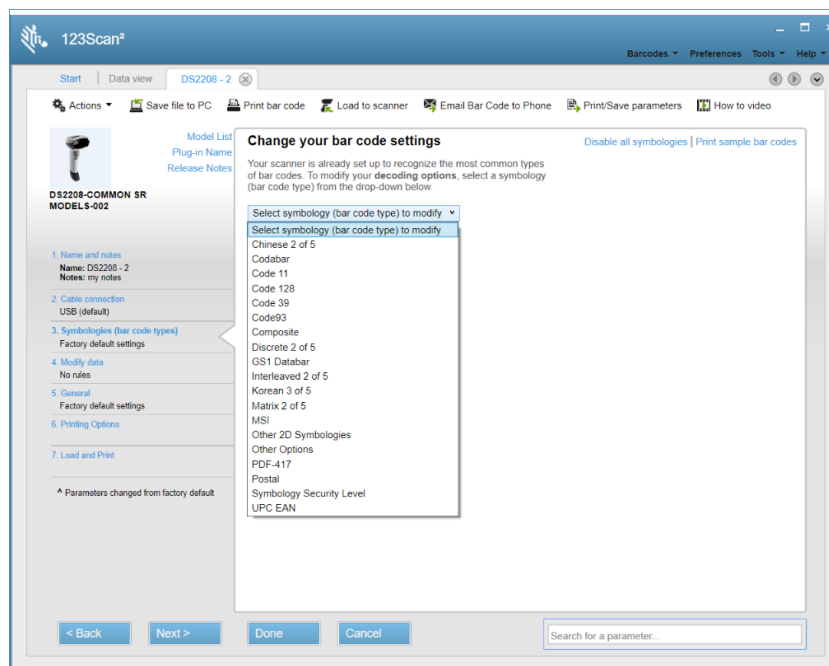 123Scan²
Barcodes Preferences Tools Help
Start Data view DS2208 - 2
Actions Save file to PC Print bar code Load to scanner Email Bar Code to Phone Print/Save parameters How to video
Model List
Plug-in Name
Release Notes
DS2208-COMMON SR
MODELS-002
1. Name and notes
Name: DS2208 - 2
Notes: my notes
2. Cable connection
USB (default)
3. Symbologies (bar code types)
Factory default settings
4. Modify data
No rules
5. General
Factory default settings
6. Printing Options
7. Load and Print
^ Parameters changed from factory default
Change your bar code settings
Disable all symbologies | Print sample bar codes
Your scanner is already set up to recognize the most common types
of bar codes. To modify your decoding options, select a symbology
(bar code type) from the drop-down below.
Select symbology (bar code type) to modify
Select symbology (bar code type) to modify
Chinese 2 of 5
Codabar
Code 11
Code 128
Code 39
Code93
Composite
Discrete 2 of 5
GS1 Databar
Interleaved 2 of 5
Korean 3 of 5
Matrix 2 of 5
MSI
Other 2D Symbologies
Other Options
PDF-417
Postal
Symbology Security Level
UPC EAN
< Back Next > Done Cancel
Search for a parameter...